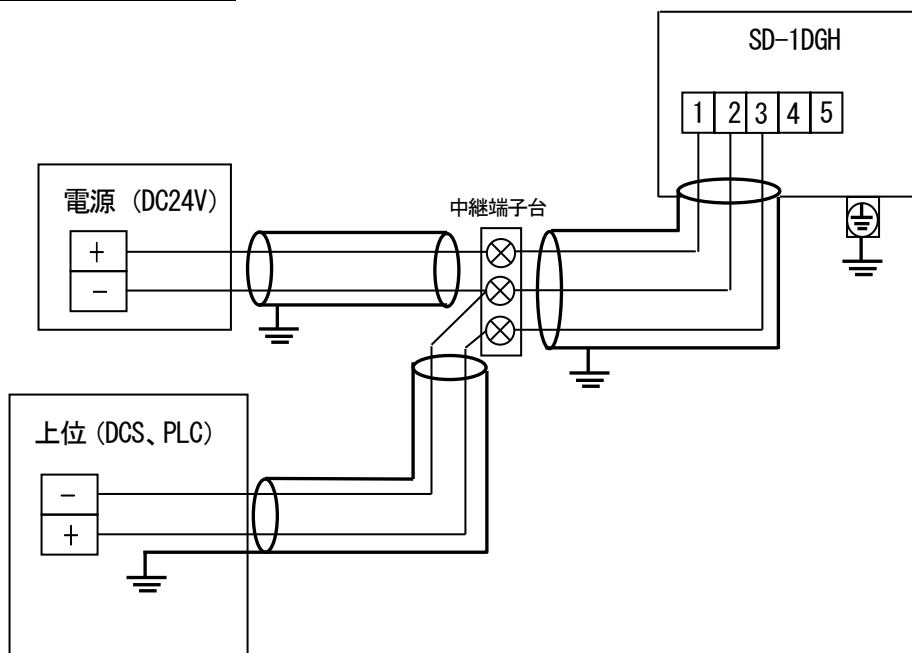 SD-1DGH
1 2 3 4 5
電源 (DC24V)
+
-
中継端子台
上位 (DCS、PLC)
-
+